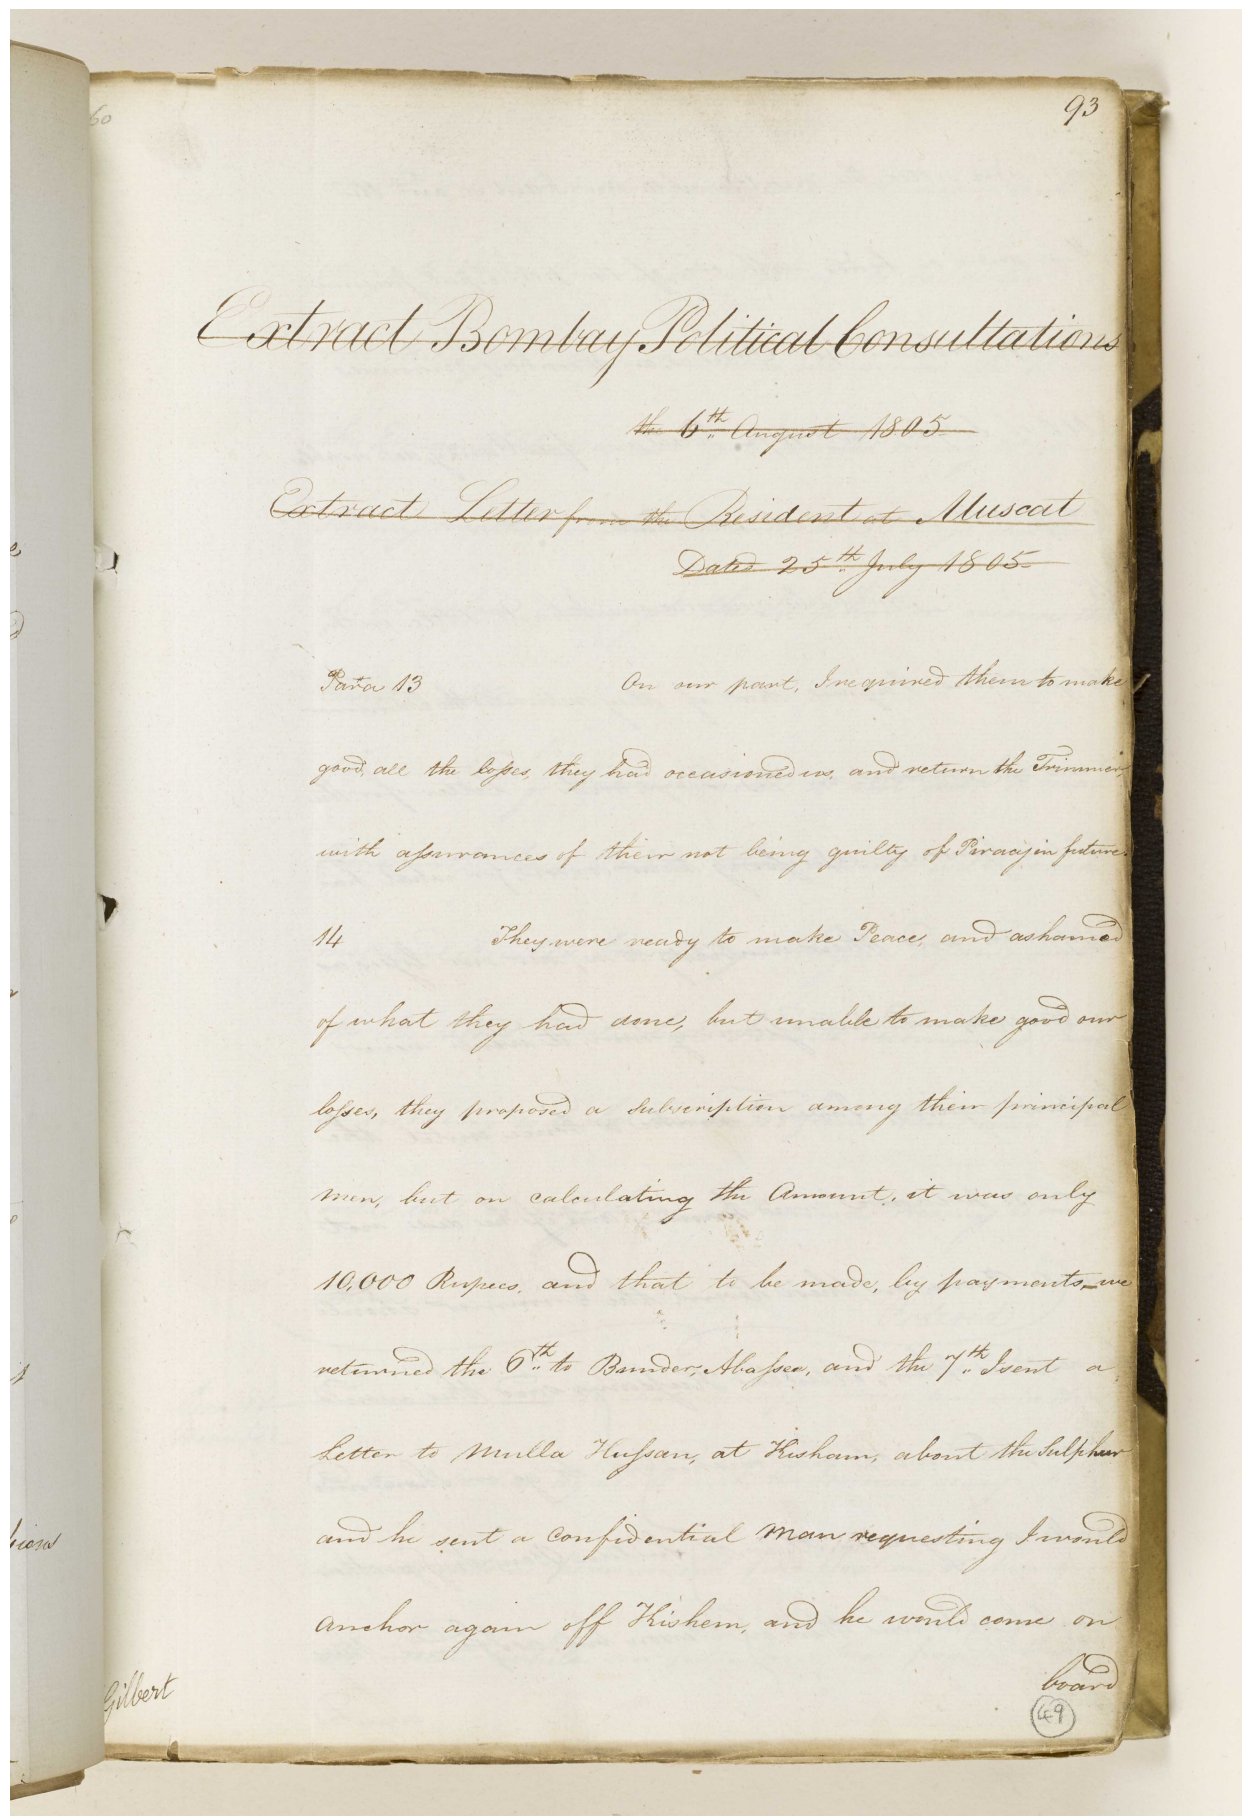 60
93
Extract Bombay Political Consultations
the 6th August 1805
Extract Letter from the Resident at Muscat
Dated 25th July 1805
Para 13 On our part, I required them to make
good, all the losses, they had occasioned us, and return the Trimmer,
with assurances of their not being guilty of Piracy in future.
14 They were ready to make Peace, and ashamed
of what they had done, but unable to make good our
losses, they proposed a subscription among their principal
men, but on calculating the Amount, it was only
10,000 Rupees, and that to be made, by payments, we
returned the 6th to Bunder, Abassee, and the 7th I sent a
Letter to Mulla Hussan, at Kisham, about the Sulphur
and he sent a confidential Man requesting I would
anchor again off Kishem, and he would come on
board
Gilbert
49